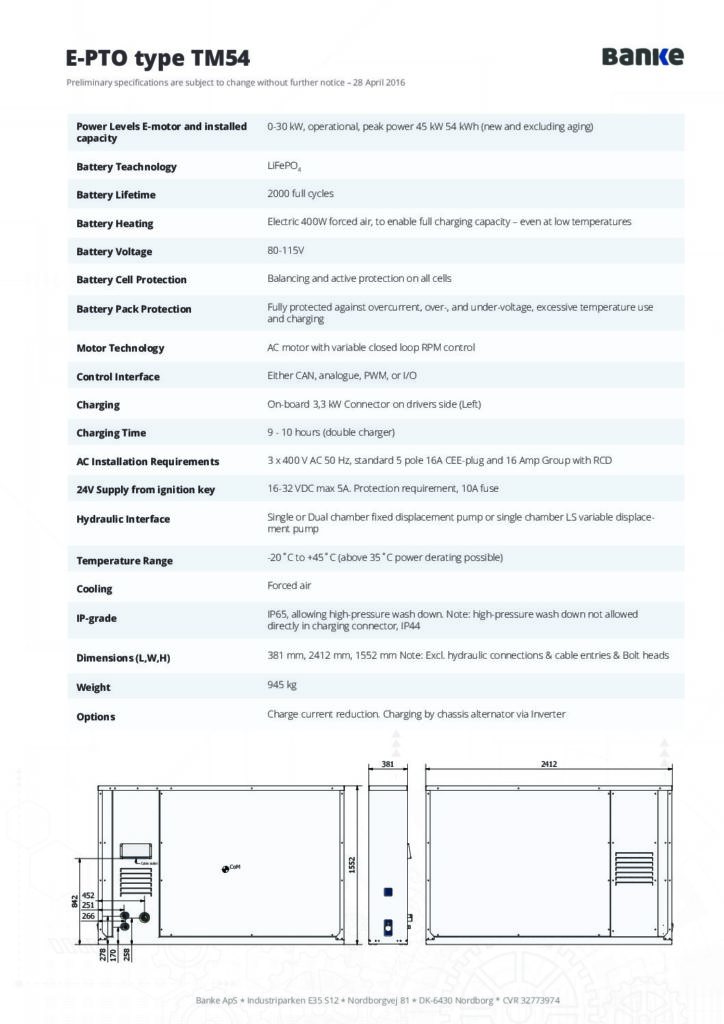 E-PTO type TM54
BANKE
Preliminary specifications are subject to change without further notice – 28 April 2016
Power Levels E-motor and installed capacity 0-30 kW, operational, peak power 45 kW 54 kWh (new and excluding aging)
Battery Teachnology LiFePO₄
Battery Lifetime 2000 full cycles
Battery Heating Electric 400W forced air, to enable full charging capacity – even at low temperatures
Battery Voltage 80-115V
Battery Cell Protection Balancing and active protection on all cells
Battery Pack Protection Fully protected against overcurrent, over-, and under-voltage, excessive temperature use
and charging
Motor Technology AC motor with variable closed loop RPM control
Control Interface Either CAN, analogue, PWM, or I/O
Charging On-board 3,3 kW Connector on drivers side (Left)
Charging Time 9 - 10 hours (double charger)
AC Installation Requirements 3 x 400 V AC 50 Hz, standard 5 pole 16A CEE-plug and 16 Amp Group with RCD
24V Supply from ignition key 16-32 VDC max 5A. Protection requirement, 10A fuse
Hydraulic Interface Single or Dual chamber fixed displacement pump or single chamber LS variable displace-
ment pump
Temperature Range -20˚C to +45˚C (above 35˚C power derating possible)
Cooling Forced air
IP-grade IP65, allowing high-pressure wash down. Note: high-pressure wash down not allowed
directly in charging connector, IP44
Dimensions (L,W,H) 381 mm, 2412 mm, 1552 mm Note: Excl. hydraulic connections & cable entries & Bolt heads
Weight 945 kg
Options Charge current reduction. Charging by chassis alternator via Inverter
381
2412
CoM
1552
842
452
251
266
278
170
258
Banke ApS * Industriparken E35 S12 * Nordborgvej 81 * DK-6430 Nordborg * CVR 32773974